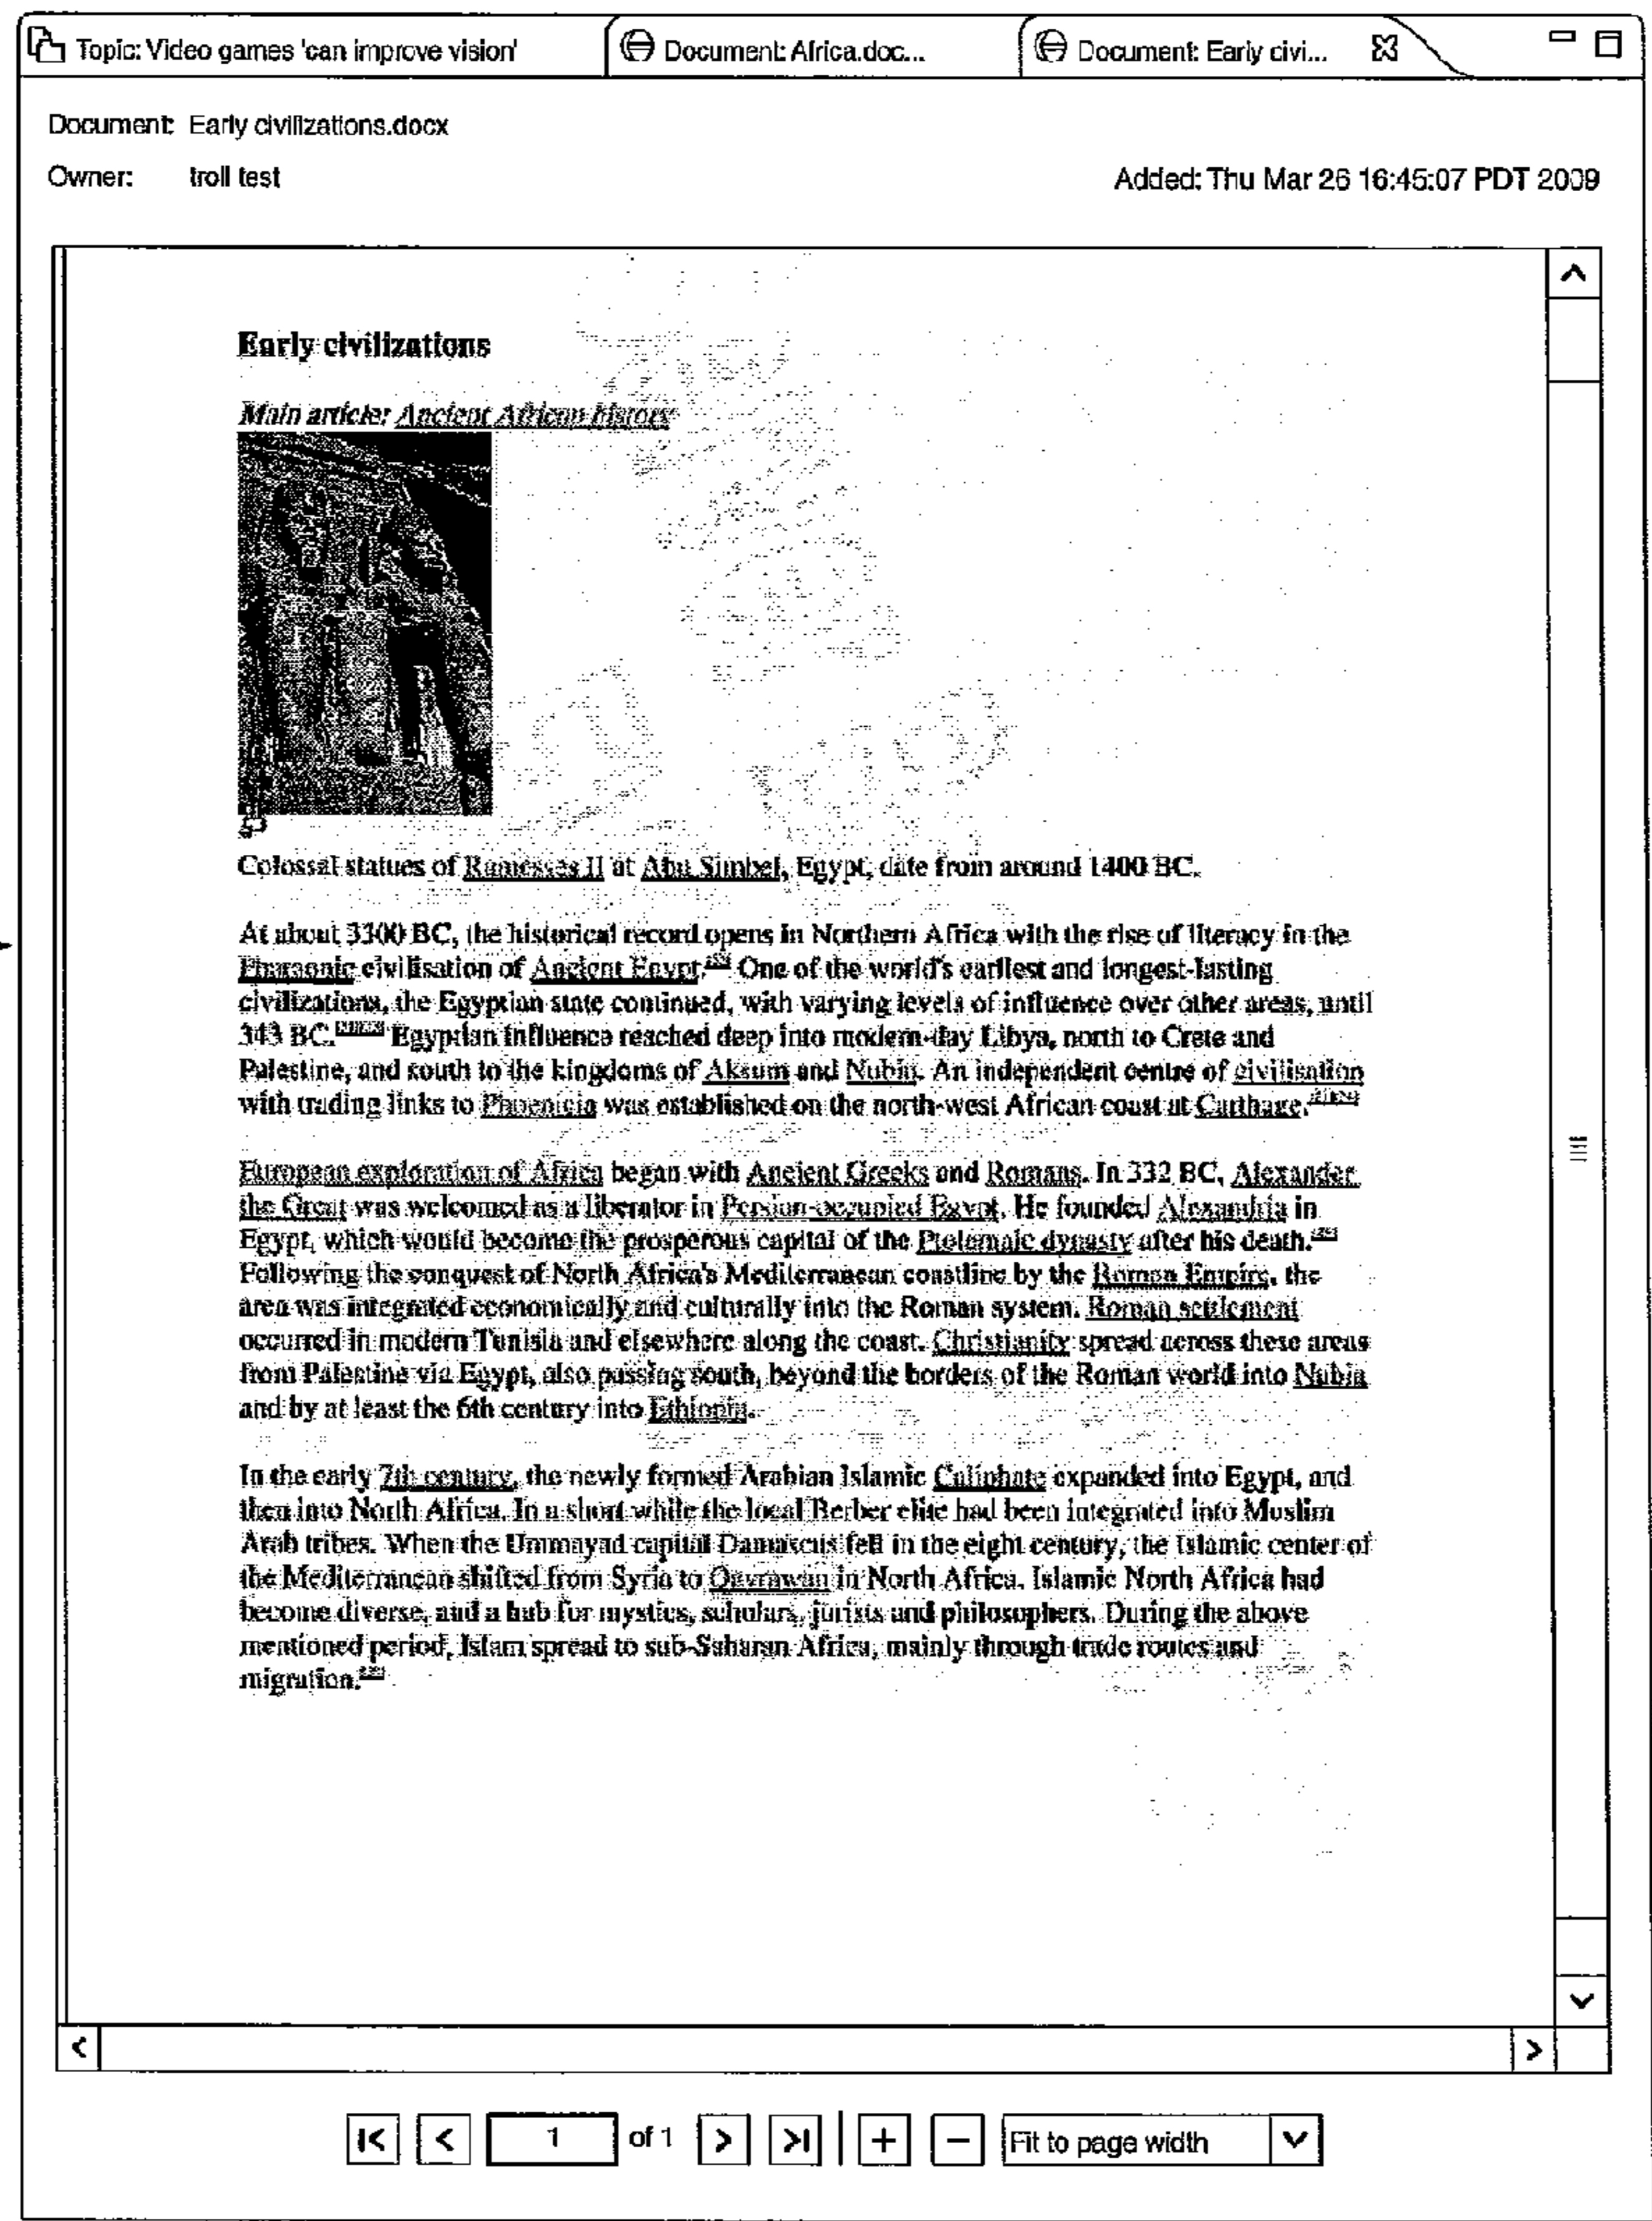 Topic: Video games 'can improve vision'
Document: Africa.doc...
Document: Early civi...
Document: Early civilizations.docx
Owner: troll test
Added: Thu Mar 26 16:45:07 PDT 2009
Early civilizations
Main article: Ancient African history
Colossal statues of Ramesses II at Abu Simbel, Egypt, date from around 1400 BC.
At about 3300 BC, the historical record opens in Northern Africa with the rise of literacy in the
Pharaonic civilisation of Ancient Egypt. One of the world's earliest and longest-lasting
civilizations, the Egyptian state continued, with varying levels of influence over other areas, until
343 BC. Egyptian influence reached deep into modern-day Libya, north to Crete and
Palestine, and south to the kingdoms of Aksum and Nubia. An independent centre of civilisation
with trading links to Phoenicia was established on the north-west African coast at Carthage.
European exploration of Africa began with Ancient Greeks and Romans. In 332 BC, Alexander
the Great was welcomed as a liberator in Persian-occupied Egypt. He founded Alexandria in
Egypt, which would become the prosperous capital of the Ptolemaic dynasty after his death.
Following the conquest of North Africa's Mediterranean coastline by the Roman Empire, the
area was integrated economically and culturally into the Roman system. Roman settlement
occurred in modern Tunisia and elsewhere along the coast. Christianity spread across these areas
from Palestine via Egypt, also passing south, beyond the borders of the Roman world into Nubia
and by at least the 6th century into Ethiopia.
In the early 7th century, the newly formed Arabian Islamic Caliphate expanded into Egypt, and
then into North Africa. In a short while the local Berber elite had been integrated into Muslim
Arab tribes. When the Ummayad capital Damascus fell in the eight century, the Islamic center of
the Mediterranean shifted from Syria to Qayrawan in North Africa. Islamic North Africa had
become diverse, and a hub for mystics, scholars, jurists and philosophers. During the above
mentioned period, Islam spread to sub-Saharan Africa, mainly through trade routes and
migration.
1 of 1
Fit to page width